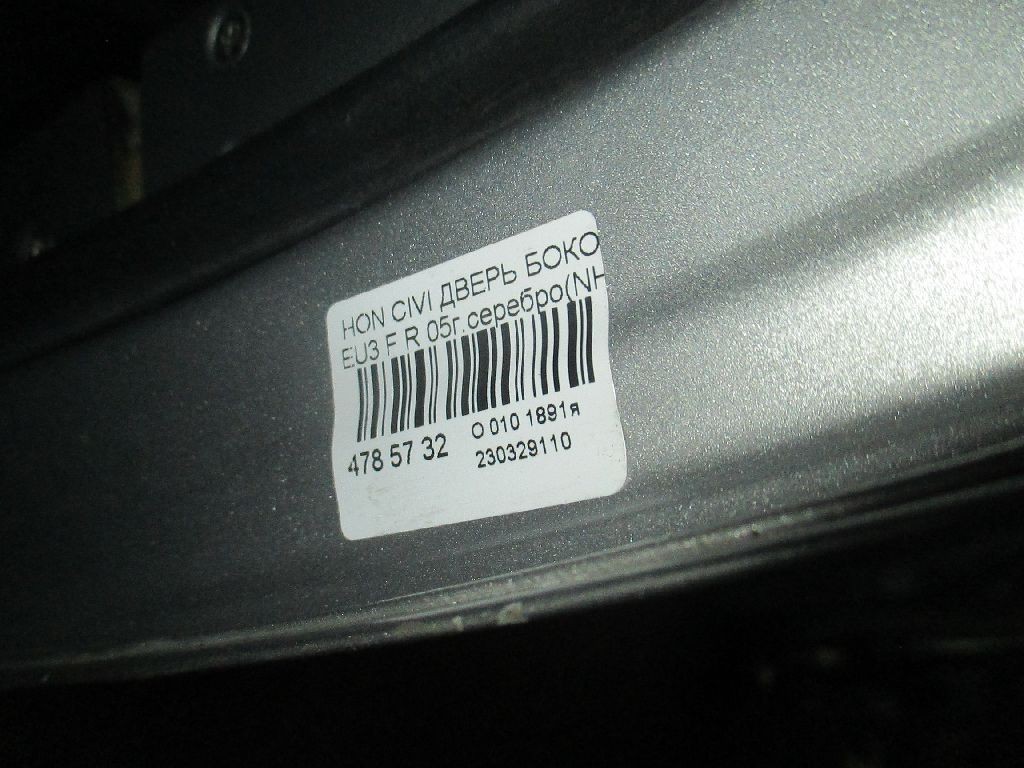 HON CIVI ДВЕРЬ БОКО
EU3 F R 05г.серебро(NH
478 57 32
О 010 1891я
230329110